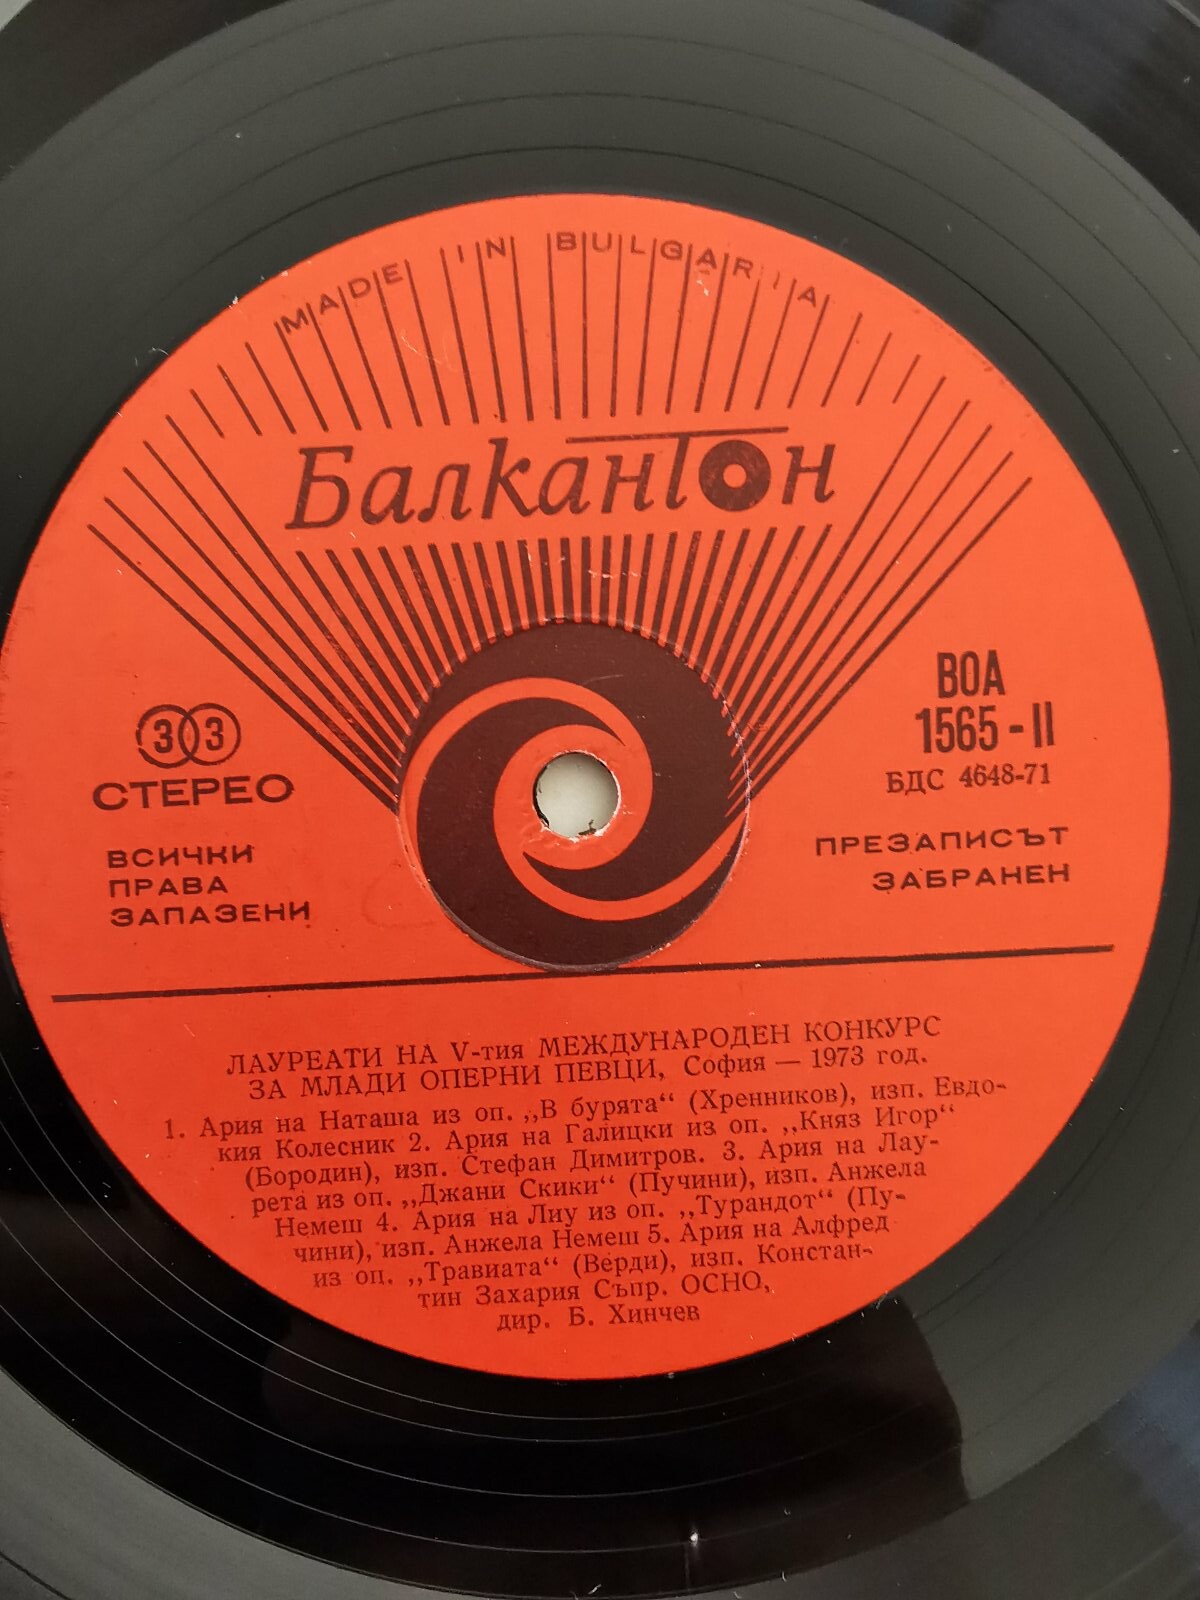 MADE IN BULGARIA
Балкантон
33
СТЕРЕО
ВСИЧКИ
ПРАВА
ЗАПАЗЕНИ
ВОА
1565 - II
БДС 4648-71
ПРЕЗАПИСЪТ
ЗАБРАНЕН
ЛАУРЕАТИ НА V-тия МЕЖДУНАРОДЕН КОНКУРС
ЗА МЛАДИ ОПЕРНИ ПЕВЦИ, София — 1973 год.
1. Ария на Наташа из оп. „В бурята“ (Хренников), изп. Евдо-
кия Колесник 2. Ария на Галицки из оп. „Княз Игор“
(Бородин), изп. Стефан Димитров. 3. Ария на Лау-
рета из оп. „Джани Скики“ (Пучини), изп. Анжела
Немеш 4. Ария на Лиу из оп. „Турандот“ (Пу-
чини), изп. Анжела Немеш 5. Ария на Алфред
из оп. „Травиата“ (Верди), изп. Констан-
тин Захария Съпр. ОСНО,
дир. Б. Хинчев